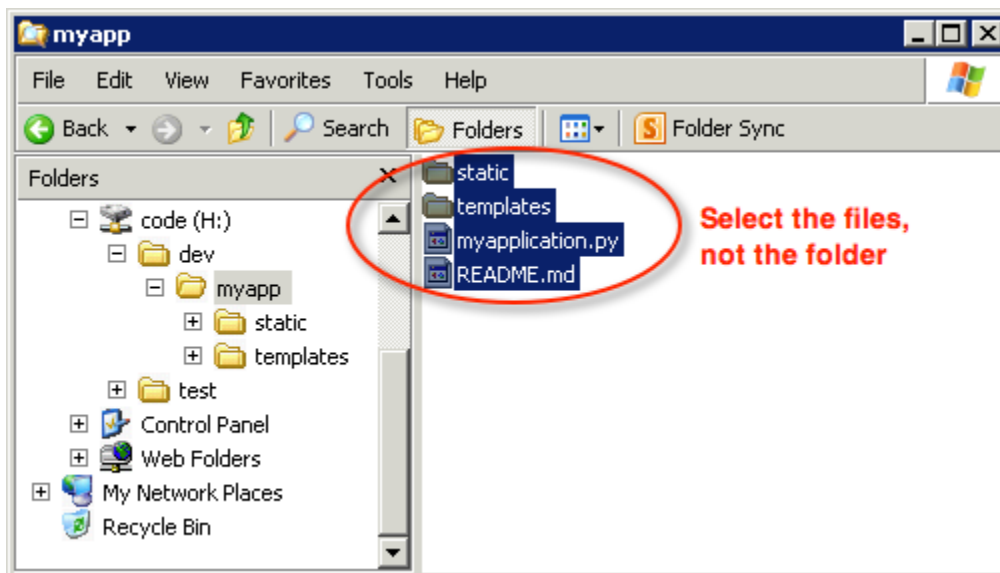 myapp
File Edit View Favorites Tools Help
Back Search Folders Folder Sync
Folders
code (H:)
dev
myapp
static
templates
test
Control Panel
Web Folders
My Network Places
Recycle Bin
static
templates
myapplication.py
README.md
Select the files,
not the folder